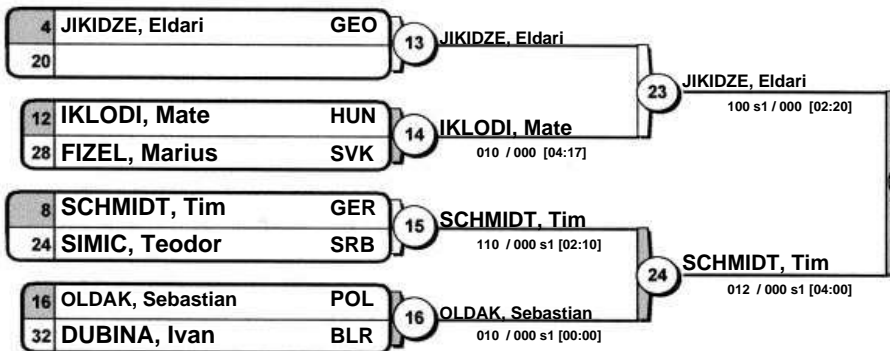 4 JIKIDZE, Eldari GEO
20
13 JIKIDZE, Eldari
12 IKLODI, Mate HUN
28 FIZEL, Marius SVK
14 IKLODI, Mate
010 / 000 [04:17]
23 JIKIDZE, Eldari
100 s1 / 000 [02:20]
8 SCHMIDT, Tim GER
24 SIMIC, Teodor SRB
15 SCHMIDT, Tim
110 / 000 s1 [02:10]
16 OLDAK, Sebastian POL
32 DUBINA, Ivan BLR
16 OLDAK, Sebastian
010 / 000 s1 [00:00]
24 SCHMIDT, Tim
012 / 000 s1 [04:00]